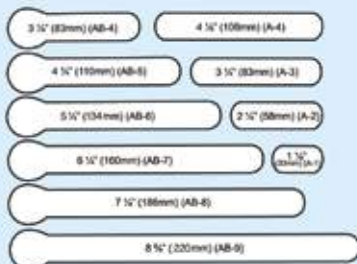 3 ¼" (83mm) (AB-4)
4 ¼" (108mm) (A-4)
4 ¼" (110mm) (AB-5)
3 ¼" (83mm) (A-3)
5 ¼" (134mm) (AB-6)
2 ¼" (58mm) (A-2)
6 ¼" (160mm) (AB-7)
(A-1)
7 ¼" (186mm) (AB-8)
8 ¾" (220mm) (AB-9)